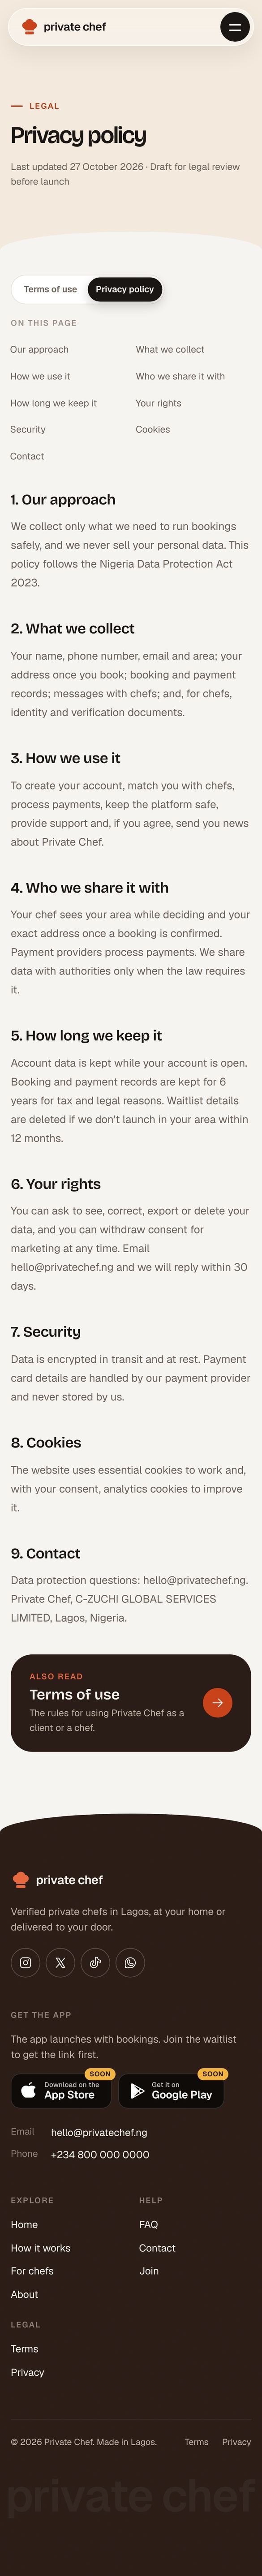 private chef
LEGAL
Privacy policy
Last updated 27 October 2026 · Draft for legal review
before launch
Terms of use
Privacy policy
ON THIS PAGE
Our approach
What we collect
How we use it
Who we share it with
How long we keep it
Your rights
Security
Cookies
Contact
1. Our approach
We collect only what we need to run bookings
safely, and we never sell your personal data. This
policy follows the Nigeria Data Protection Act
2023.
2. What we collect
Your name, phone number, email and area; your
address once you book; booking and payment
records; messages with chefs; and, for chefs,
identity and verification documents.
3. How we use it
To create your account, match you with chefs,
process payments, keep the platform safe,
provide support and, if you agree, send you news
about Private Chef.
4. Who we share it with
Your chef sees your area while deciding and your
exact address once a booking is confirmed.
Payment providers process payments. We share
data with authorities only when the law requires
it.
5. How long we keep it
Account data is kept while your account is open.
Booking and payment records are kept for 6
years for tax and legal reasons. Waitlist details
are deleted if we don't launch in your area within
12 months.
6. Your rights
You can ask to see, correct, export or delete your
data, and you can withdraw consent for
marketing at any time. Email
hello@privatechef.ng and we will reply within 30
days.
7. Security
Data is encrypted in transit and at rest. Payment
card details are handled by our payment provider
and never stored by us.
8. Cookies
The website uses essential cookies to work and,
with your consent, analytics cookies to improve
it.
9. Contact
Data protection questions: hello@privatechef.ng.
Private Chef, C-ZUCHI GLOBAL SERVICES
LIMITED, Lagos, Nigeria.
ALSO READ
Terms of use
The rules for using Private Chef as a
client or a chef.
private chef
Verified private chefs in Lagos, at your home or
delivered to your door.
GET THE APP
The app launches with bookings. Join the waitlist
to get the link first.
SOON
Download on the
App Store
SOON
Get it on
Google Play
Email hello@privatechef.ng
Phone +234 800 000 0000
EXPLORE
Home
How it works
For chefs
About
HELP
FAQ
Contact
Join
LEGAL
Terms
Privacy
© 2026 Private Chef. Made in Lagos.
Terms
Privacy
private chef